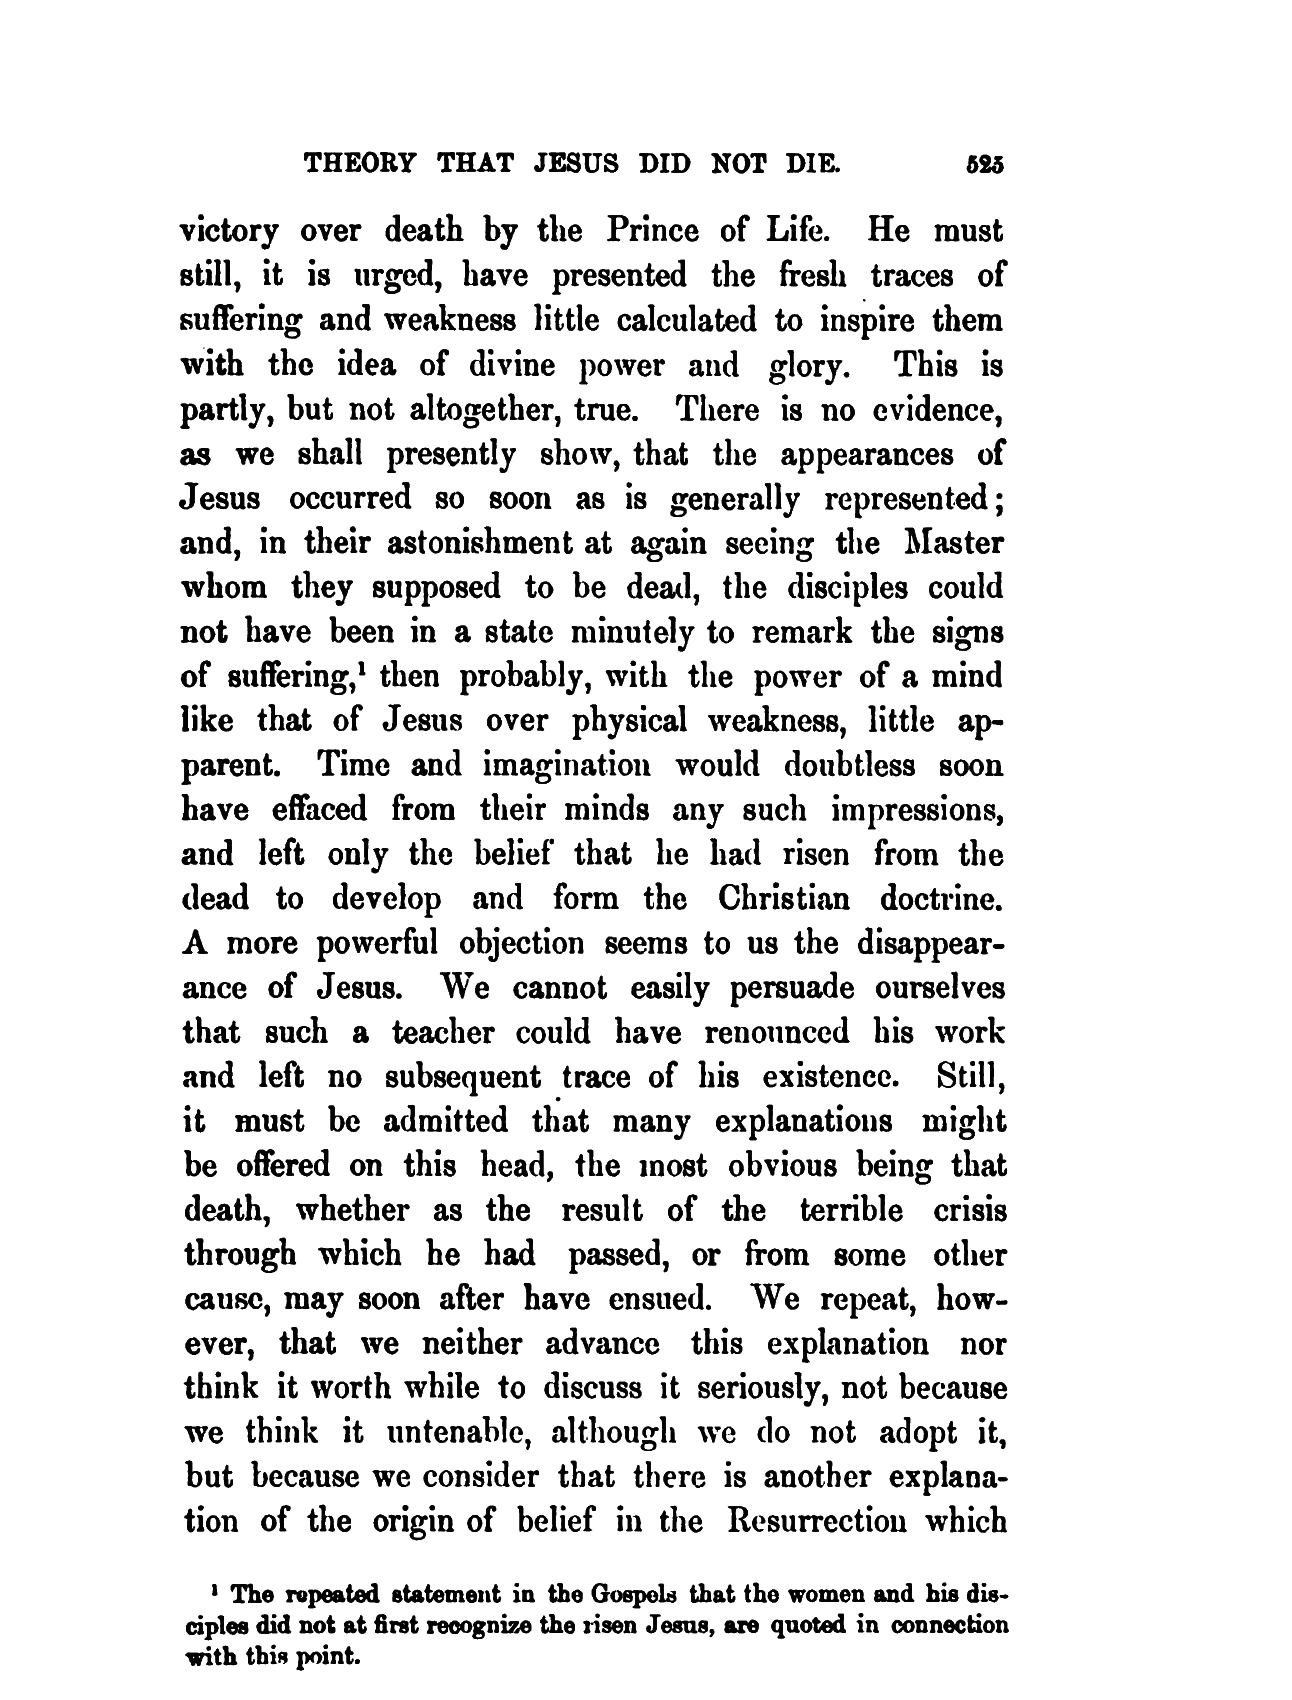 THEORY THAT JESUS DID NOT DIE. 525
victory over death by the Prince of Life. He must
still, it is urged, have presented the fresh traces of
suffering and weakness little calculated to inspire them
with the idea of divine power and glory. This is
partly, but not altogether, true. There is no evidence,
as we shall presently show, that the appearances of
Jesus occurred so soon as is generally represented;
and, in their astonishment at again seeing the Master
whom they supposed to be dead, the disciples could
not have been in a state minutely to remark the signs
of suffering,¹ then probably, with the power of a mind
like that of Jesus over physical weakness, little ap-
parent. Time and imagination would doubtless soon
have effaced from their minds any such impressions,
and left only the belief that he had risen from the
dead to develop and form the Christian doctrine.
A more powerful objection seems to us the disappear-
ance of Jesus. We cannot easily persuade ourselves
that such a teacher could have renounced his work
and left no subsequent trace of his existence. Still,
it must be admitted that many explanations might
be offered on this head, the most obvious being that
death, whether as the result of the terrible crisis
through which he had passed, or from some other
cause, may soon after have ensued. We repeat, how-
ever, that we neither advance this explanation nor
think it worth while to discuss it seriously, not because
we think it untenable, although we do not adopt it,
but because we consider that there is another explana-
tion of the origin of belief in the Resurrection which
¹ The repeated statement in the Gospels that the women and his dis-
ciples did not at first recognize the risen Jesus, are quoted in connection
with this point.